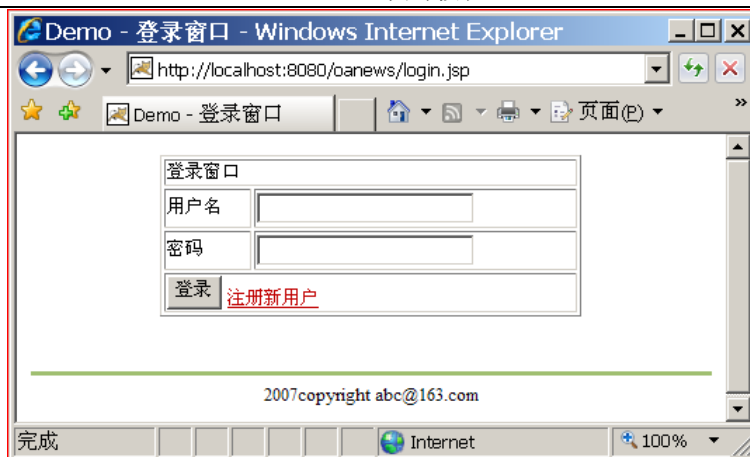 Demo - 登录窗口 - Windows Internet Explorer
http://localhost:8080/oanews/login.jsp
Demo - 登录窗口 页面(P) »
登录窗口
用户名
密码
登录 注册新用户
2007copyright abc@163.com
完成 Internet 100%